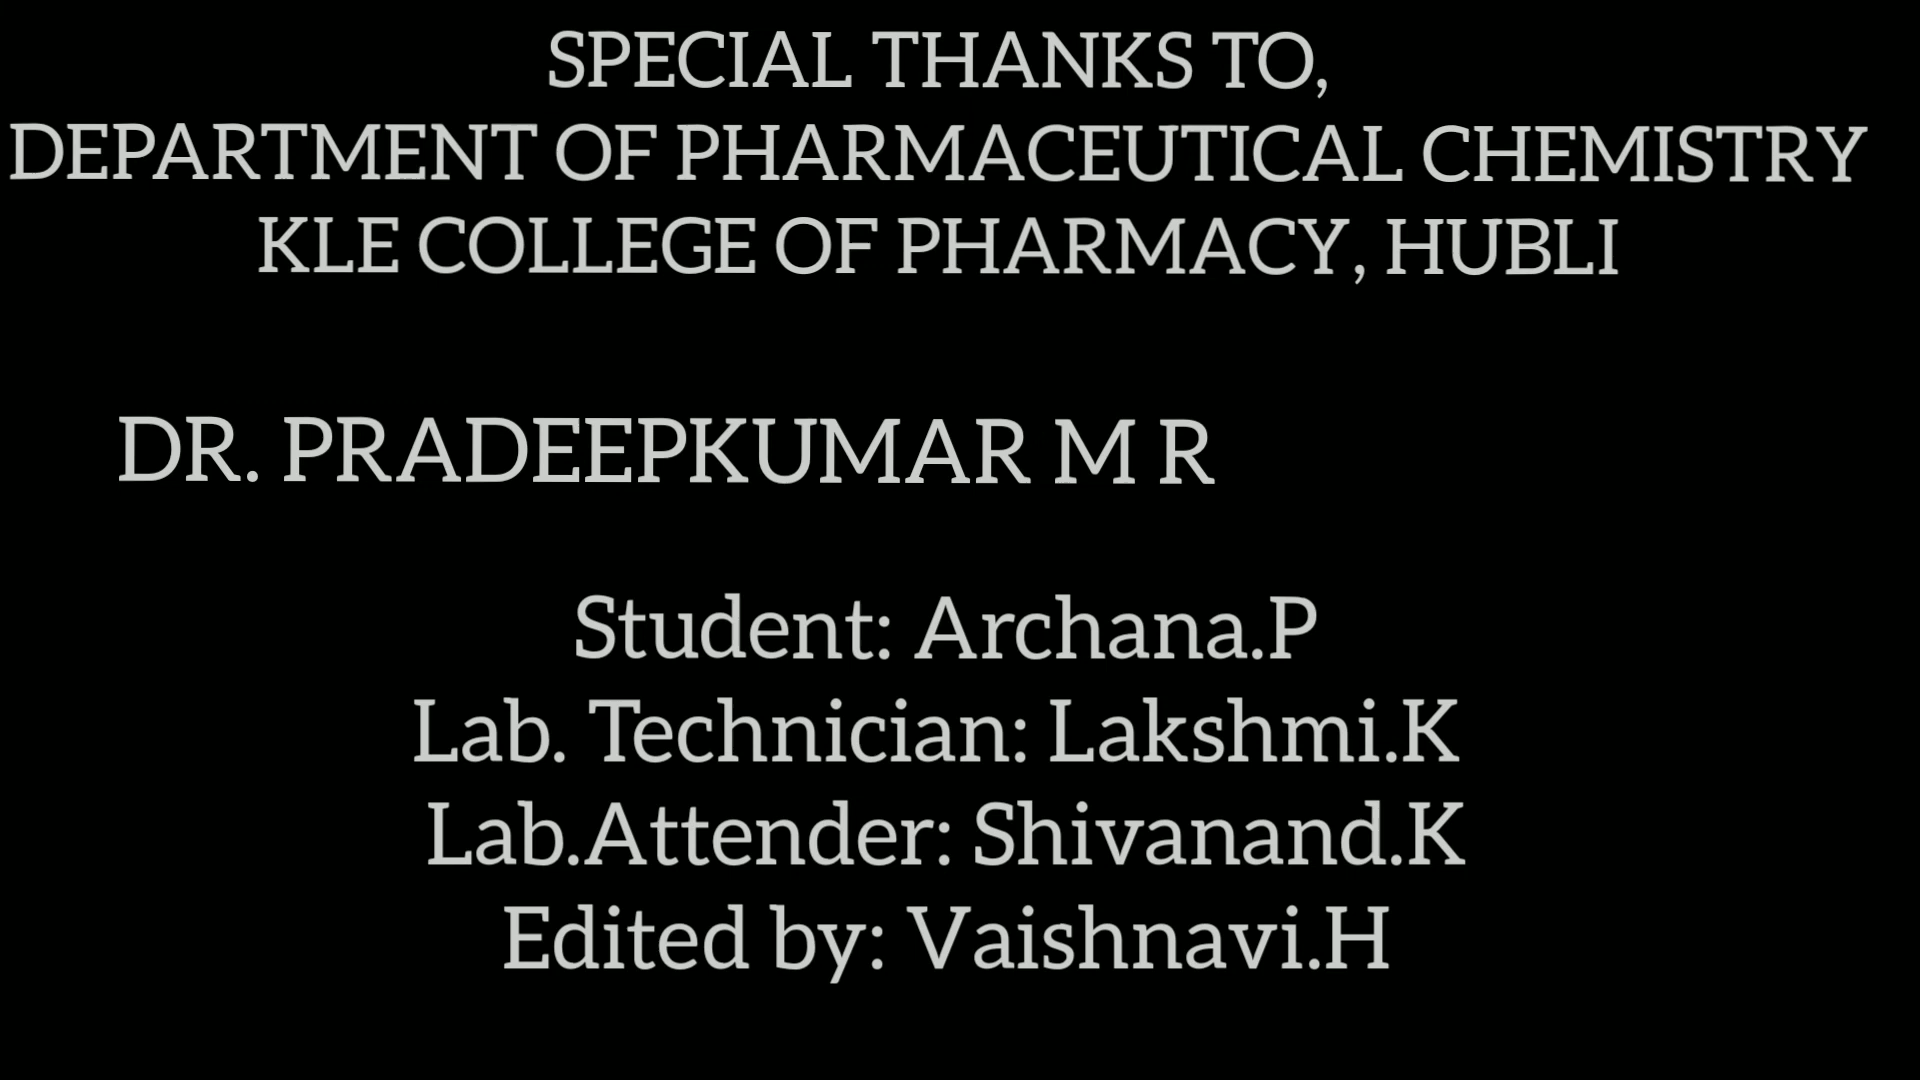 SPECIAL THANKS TO,
DEPARTMENT OF PHARMACEUTICAL CHEMISTRY
KLE COLLEGE OF PHARMACY, HUBLI
DR. PRADEEPKUMAR M R
Student: Archana.P
Lab. Technician: Lakshmi.K
Lab.Attender: Shivanand.K
Edited by: Vaishnavi.H